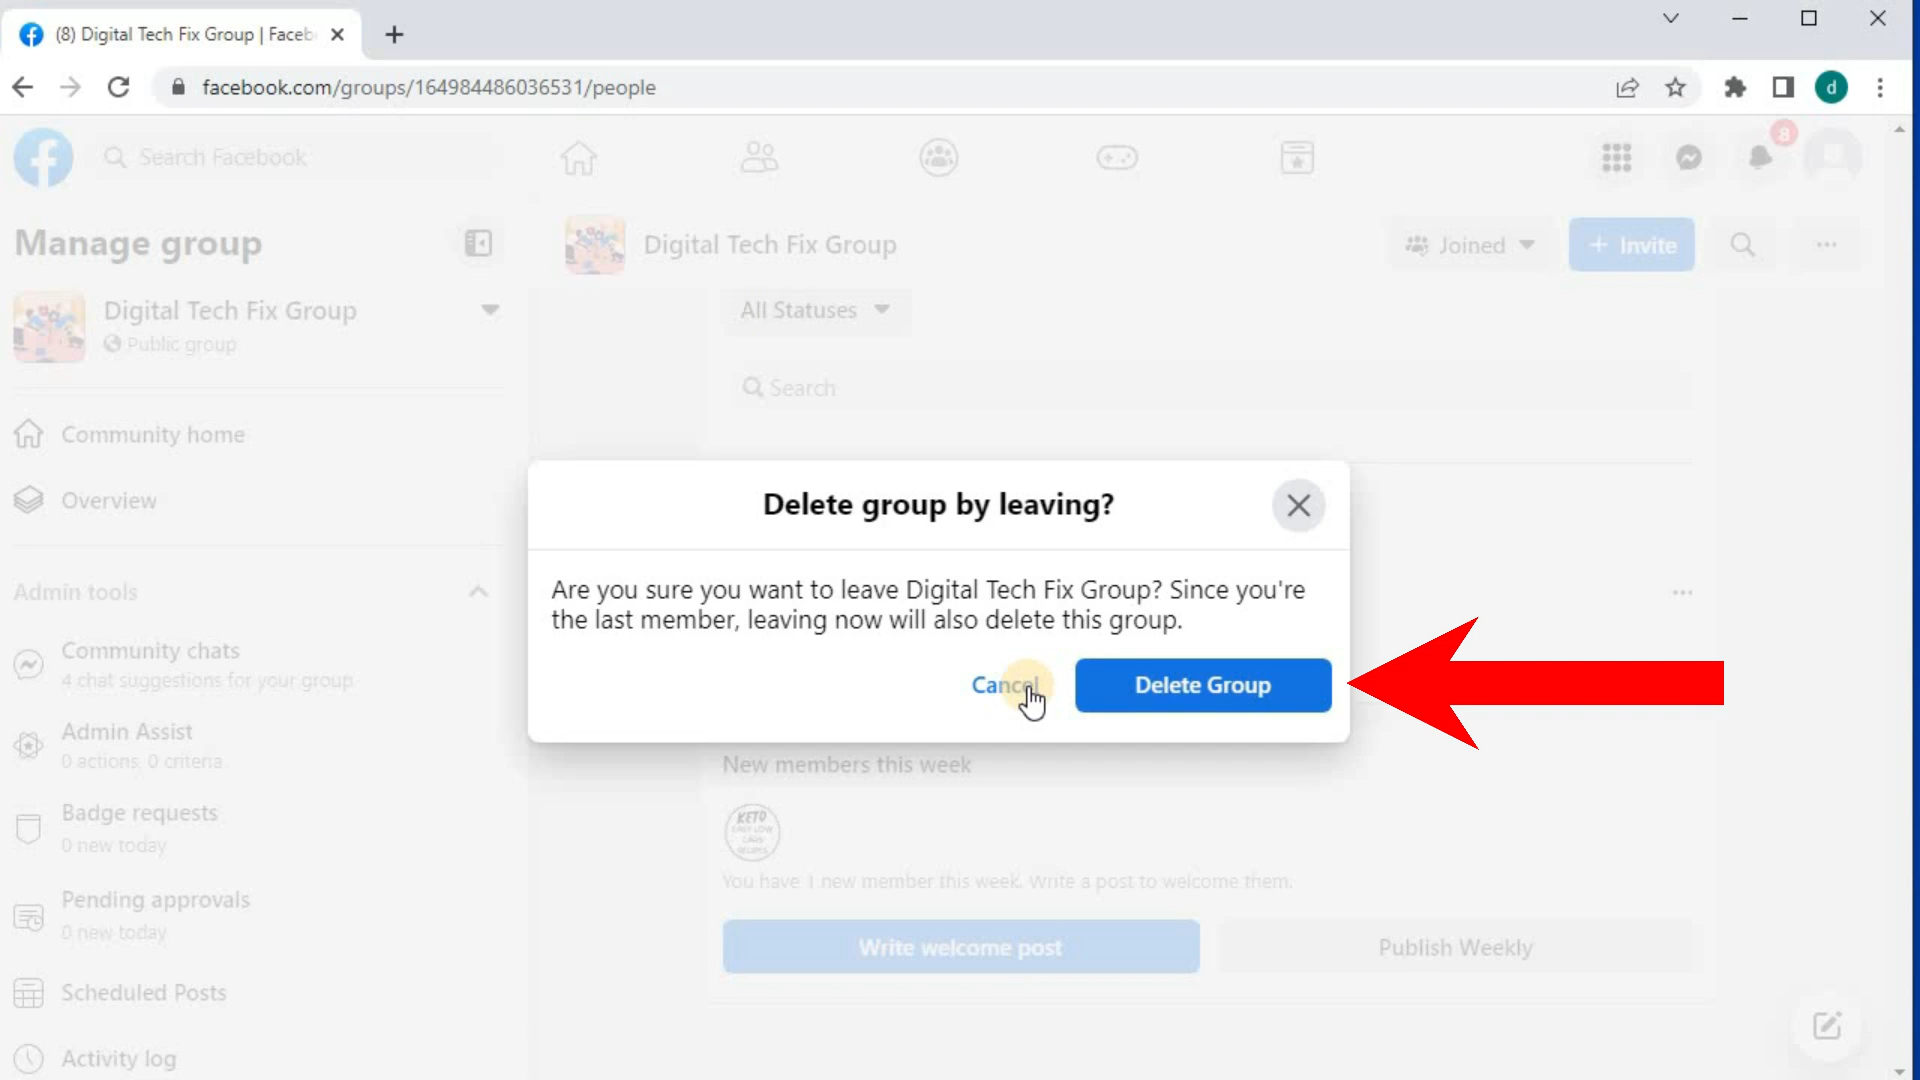 (8) Digital Tech Fix Group | Faceb
facebook.com/groups/164984486036531/people
d
Search Facebook
8
Manage group
Digital Tech Fix Group
Joined
+ Invite
Digital Tech Fix Group
Public group
All Statuses
Search
Community home
Overview
Delete group by leaving?
Are you sure you want to leave Digital Tech Fix Group? Since you're
the last member, leaving now will also delete this group.
Cancel
Delete Group
Admin tools
Community chats
4 chat suggestions for your group
Admin Assist
0 actions, 0 criteria
Badge requests
0 new today
Pending approvals
0 new today
Scheduled Posts
Activity log
New members this week
KETO
EASY LOW
CARB
RECIPES
You have 1 new member this week. Write a post to welcome them.
Write welcome post
Publish Weekly